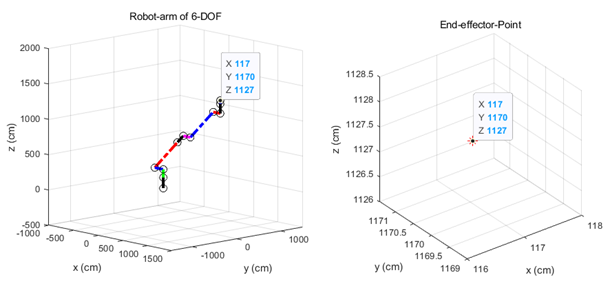 Robot-arm of 6-DOF
2000
1500
1000
500
0
-500
z (cm)
-1000
-500
0
500
1000
1500
x (cm)
-1000
0
1000
y (cm)
X 117
Y 1170
Z 1127
End-effector-Point
1128.5
1128
1127.5
1127
1126.5
1126
z (cm)
1171
1170.5
1170
1169.5
1169
y (cm)
116
117
118
x (cm)
X 117
Y 1170
Z 1127